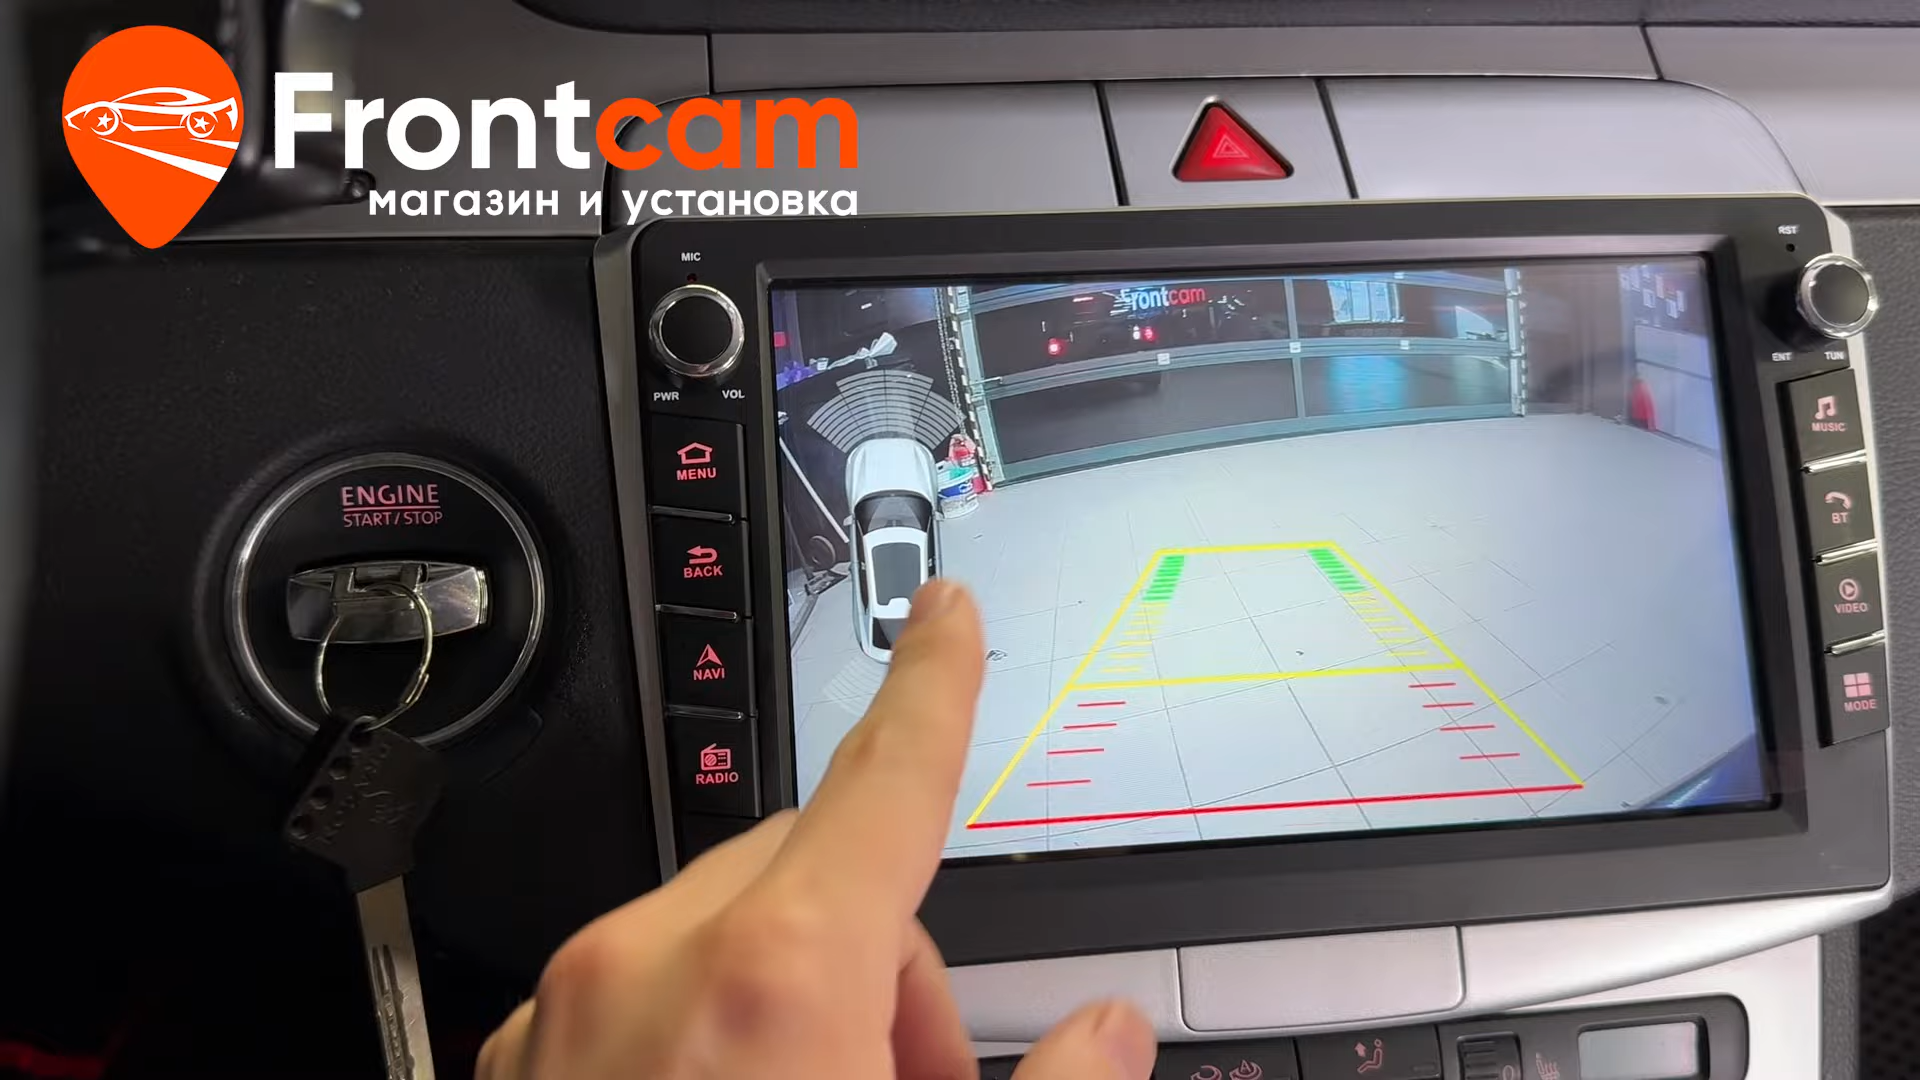 Frontcam
магазин и установка
MIC
RST
Frontcam
PWR
VOL
ENT
TUN
MENU
MUSIC
ENGINE
START/STOP
BACK
BT
NAVI
VIDEO
RADIO
MODE